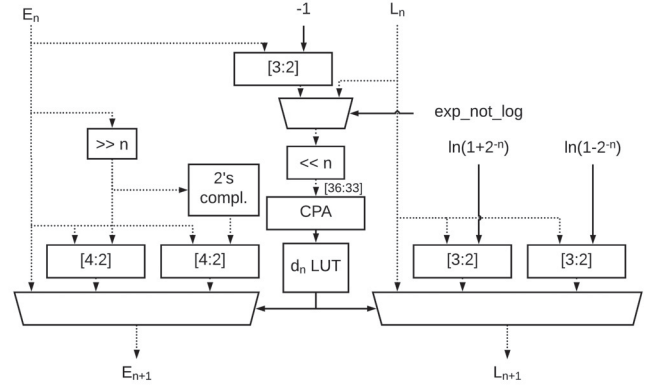 Eₙ
-1
Lₙ
[3:2]
exp_not_log
>> n
<< n
ln(1+2⁻ⁿ)
ln(1-2⁻ⁿ)
2's
compl.
[36:33]
CPA
[4:2]
[4:2]
dₙ LUT
[3:2]
[3:2]
Eₙ₊₁
Lₙ₊₁